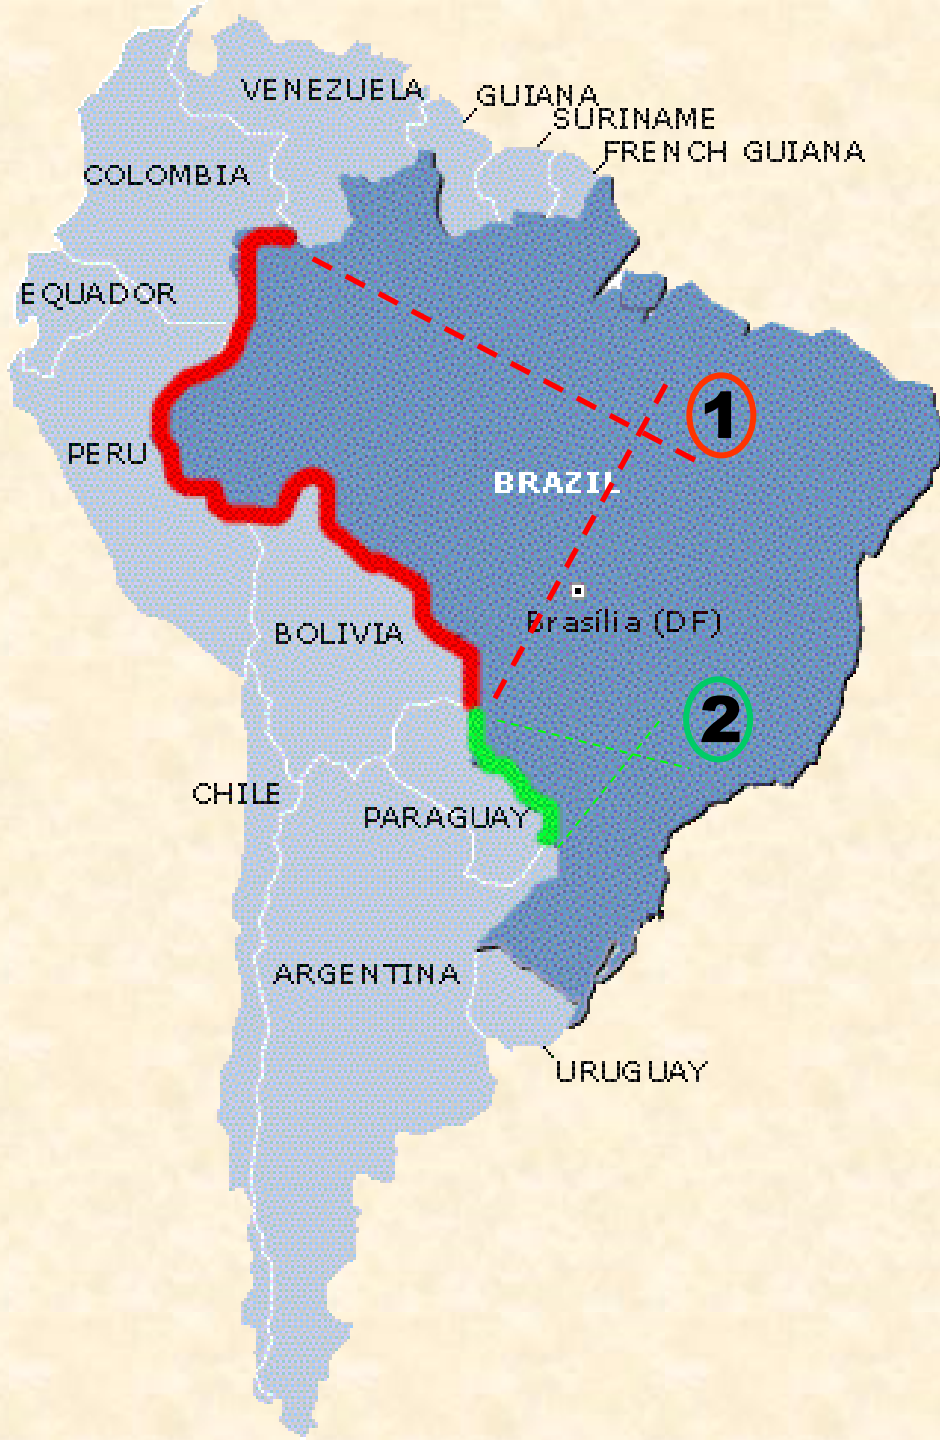 VENEZUELA
GUIANA
SURINAME
FRENCH GUIANA
COLOMBIA
EQUADOR
1
PERU
BRAZIL
Brasília (DF)
BOLIVIA
2
CHILE
PARAGUAY
ARGENTINA
URUGUAY